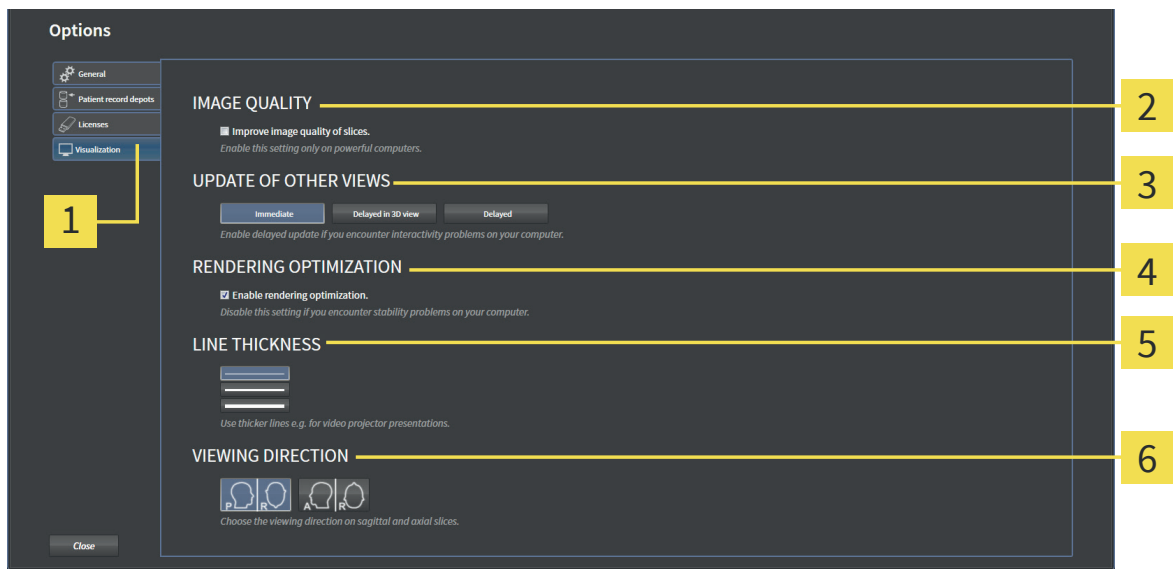 Options
General
Patient record depots
Licenses
Visualization
1
IMAGE QUALITY
2
Improve image quality of slices.
Enable this setting only on powerful computers.
UPDATE OF OTHER VIEWS
3
Immediate Delayed in 3D view Delayed
Enable delayed update if you encounter interactivity problems on your computer.
RENDERING OPTIMIZATION
4
Enable rendering optimization.
Disable this setting if you encounter stability problems on your computer.
LINE THICKNESS
5
Use thicker lines e.g. for video projector presentations.
VIEWING DIRECTION
6
P R A R
Choose the viewing direction on sagittal and axial slices.
Close